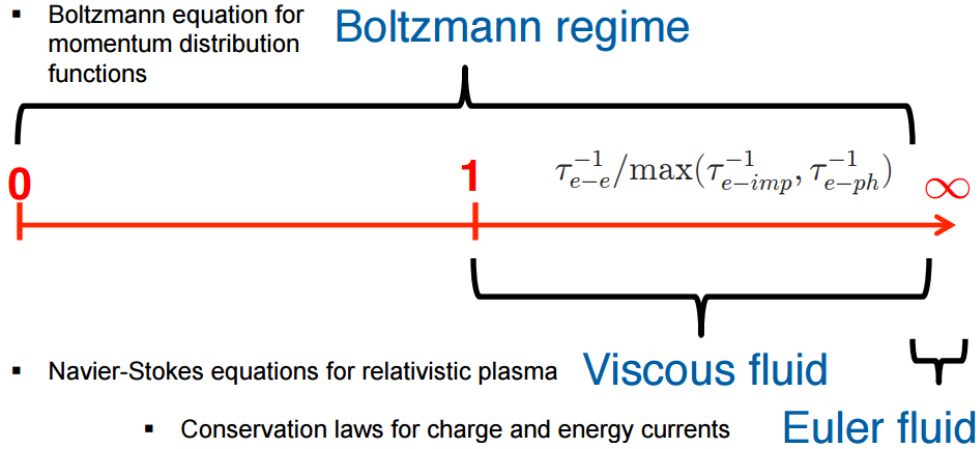 ▪ Boltzmann equation for
momentum distribution
functions
Boltzmann regime
0
1
τ_{e-e}^{-1}/max(τ_{e-imp}^{-1}, τ_{e-ph}^{-1})
∞
▪ Navier-Stokes equations for relativistic plasma
Viscous fluid
▪ Conservation laws for charge and energy currents
Euler fluid